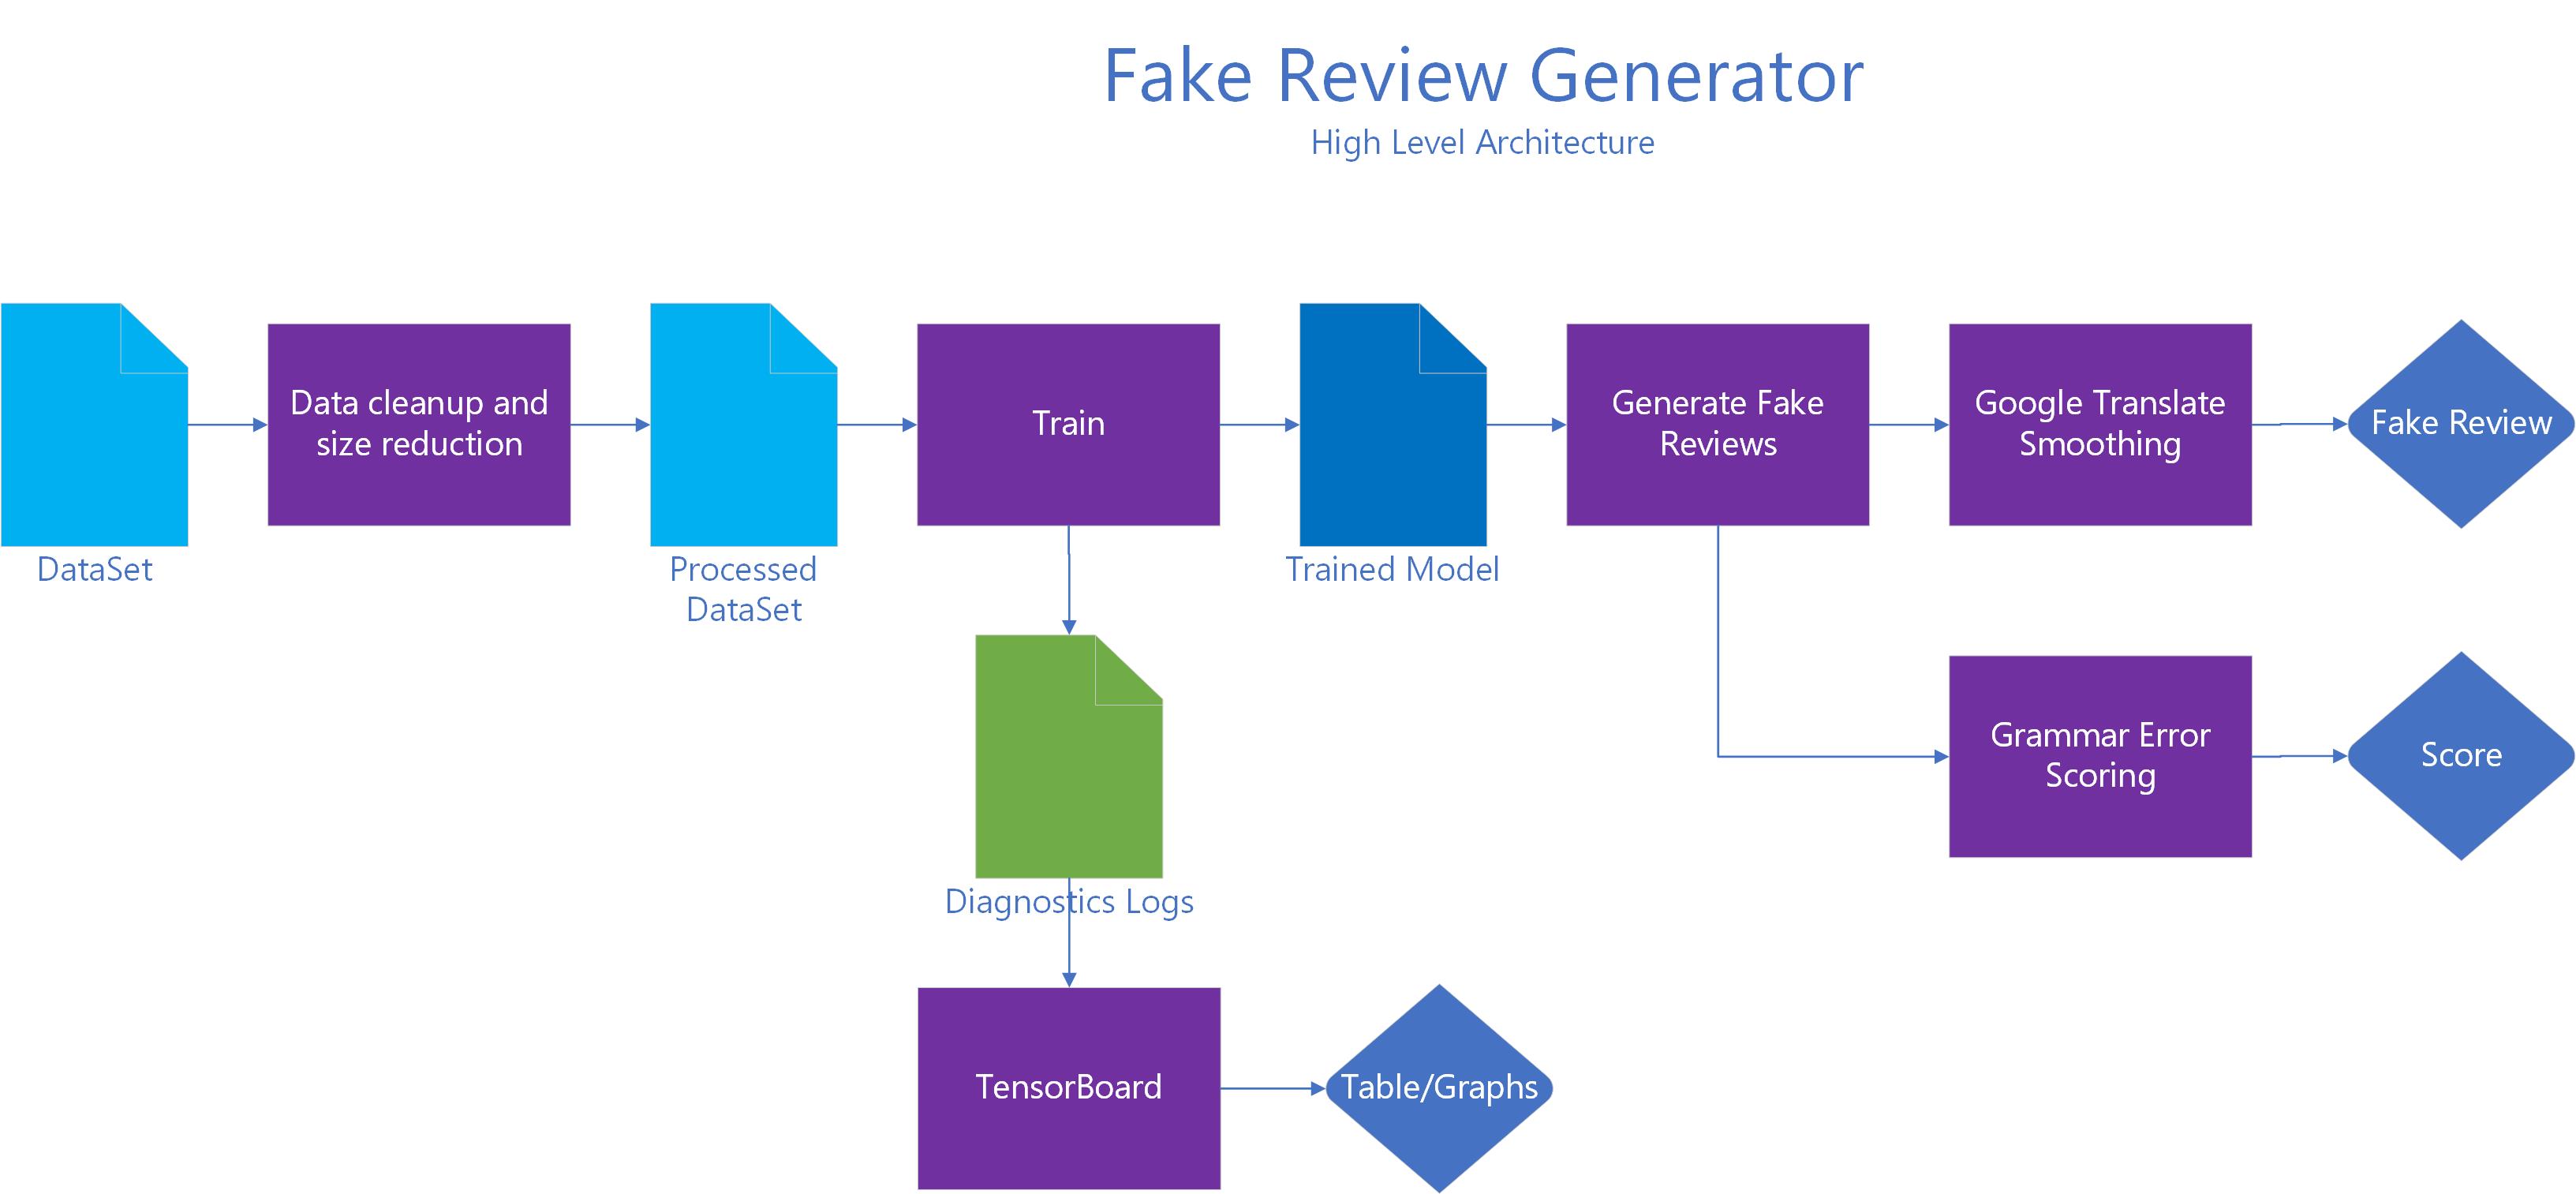 Fake Review Generator
High Level Architecture
Data cleanup and
size reduction
Train
Generate Fake
Reviews
Google Translate
Smoothing
Fake Review
DataSet
Processed
DataSet
Trained Model
Grammar Error
Scoring
Score
Diagnostics Logs
TensorBoard
Table/Graphs